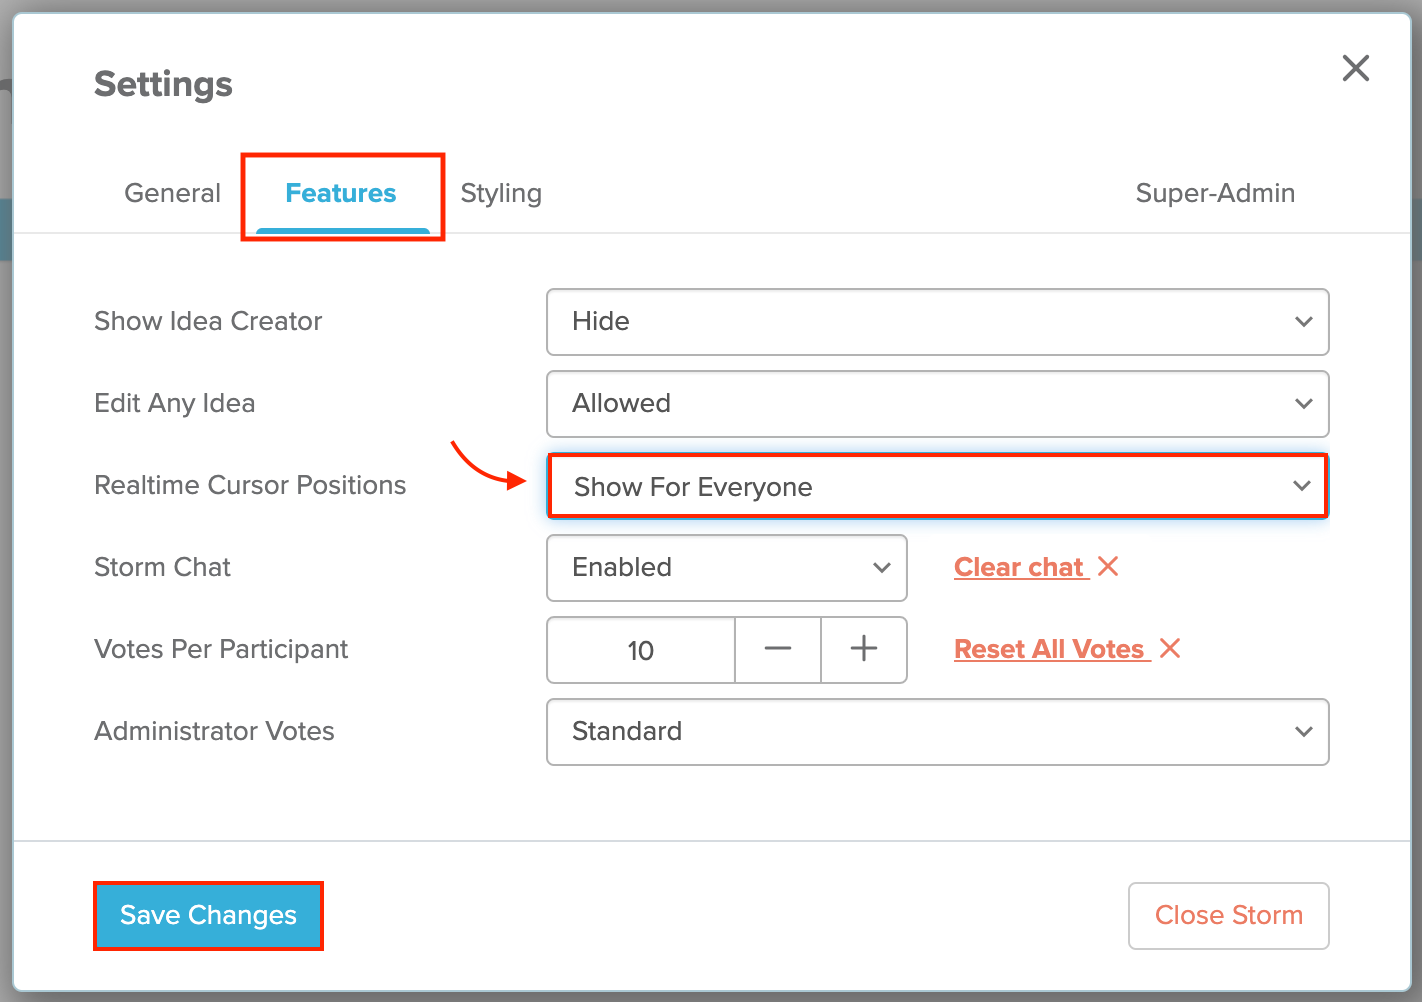 Settings
General Features Styling Super-Admin
Show Idea Creator Hide
Edit Any Idea Allowed
Realtime Cursor Positions Show For Everyone
Storm Chat Enabled Clear chat
Votes Per Participant 10 Reset All Votes
Administrator Votes Standard
Save Changes Close Storm